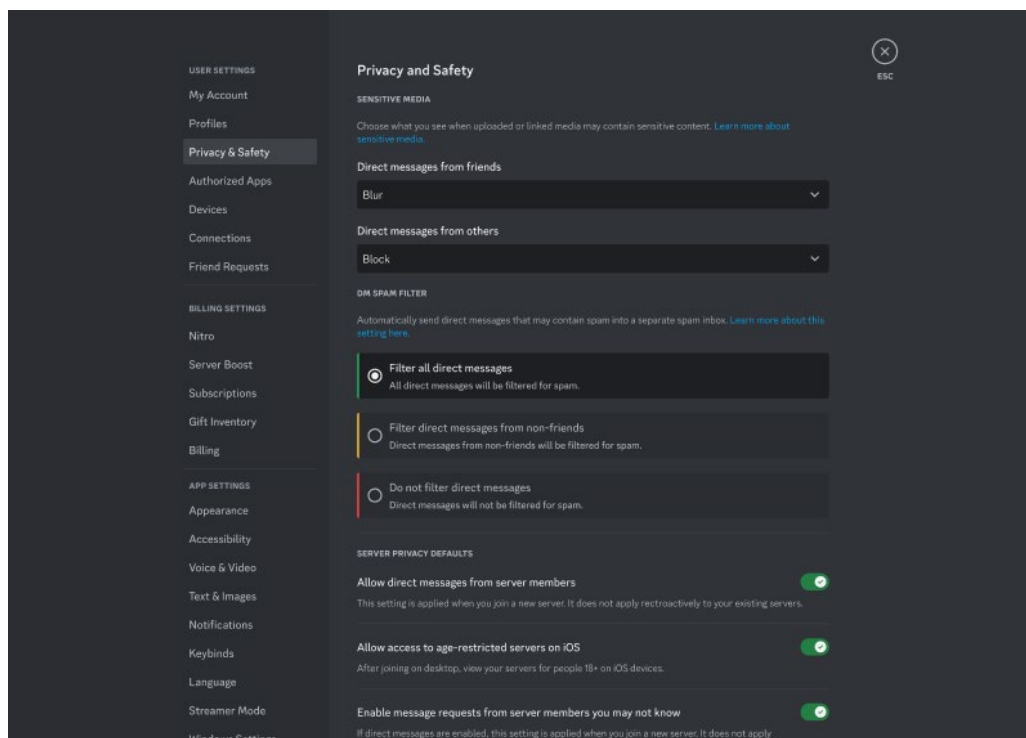 USER SETTINGS
My Account
Profiles
Privacy & Safety
Authorized Apps
Devices
Connections
Friend Requests
BILLING SETTINGS
Nitro
Server Boost
Subscriptions
Gift Inventory
Billing
APP SETTINGS
Appearance
Accessibility
Voice & Video
Text & Images
Notifications
Keybinds
Language
Streamer Mode
Windows Settings
Privacy and Safety
ESC
SENSITIVE MEDIA
Choose what you see when uploaded or linked media may contain sensitive content. Learn more about
sensitive media.
Direct messages from friends
Blur
Direct messages from others
Block
DM SPAM FILTER
Automatically send direct messages that may contain spam into a separate spam inbox. Learn more about this
setting here.
Filter all direct messages
All direct messages will be filtered for spam.
Filter direct messages from non-friends
Direct messages from non-friends will be filtered for spam.
Do not filter direct messages
Direct messages will not be filtered for spam.
SERVER PRIVACY DEFAULTS
Allow direct messages from server members
This setting is applied when you join a new server. It does not apply rectroactively to your existing servers.
Allow access to age-restricted servers on iOS
After joining on desktop, view your servers for people 18+ on iOS devices.
Enable message requests from server members you may not know
If direct messages are enabled, this setting is applied when you join a new server. It does not apply